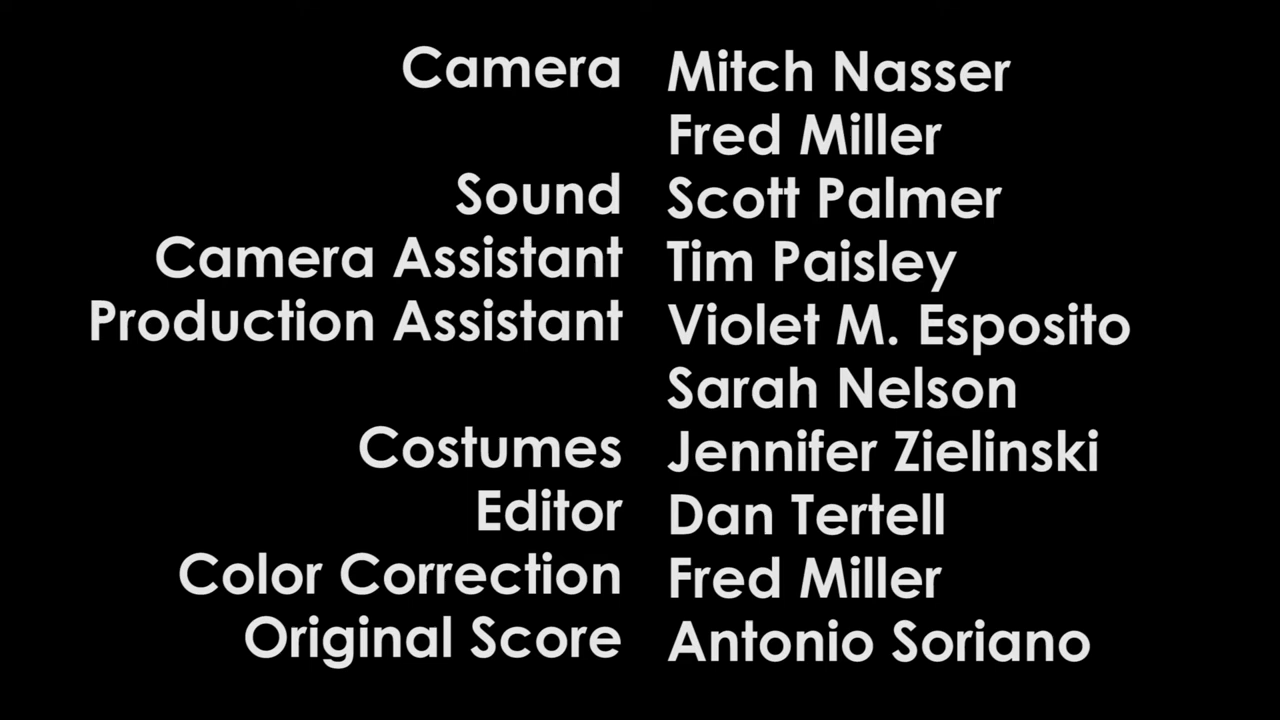 Camera Mitch Nasser
Fred Miller
Sound Scott Palmer
Camera Assistant Tim Paisley
Production Assistant Violet M. Esposito
Sarah Nelson
Costumes Jennifer Zielinski
Editor Dan Tertell
Color Correction Fred Miller
Original Score Antonio Soriano